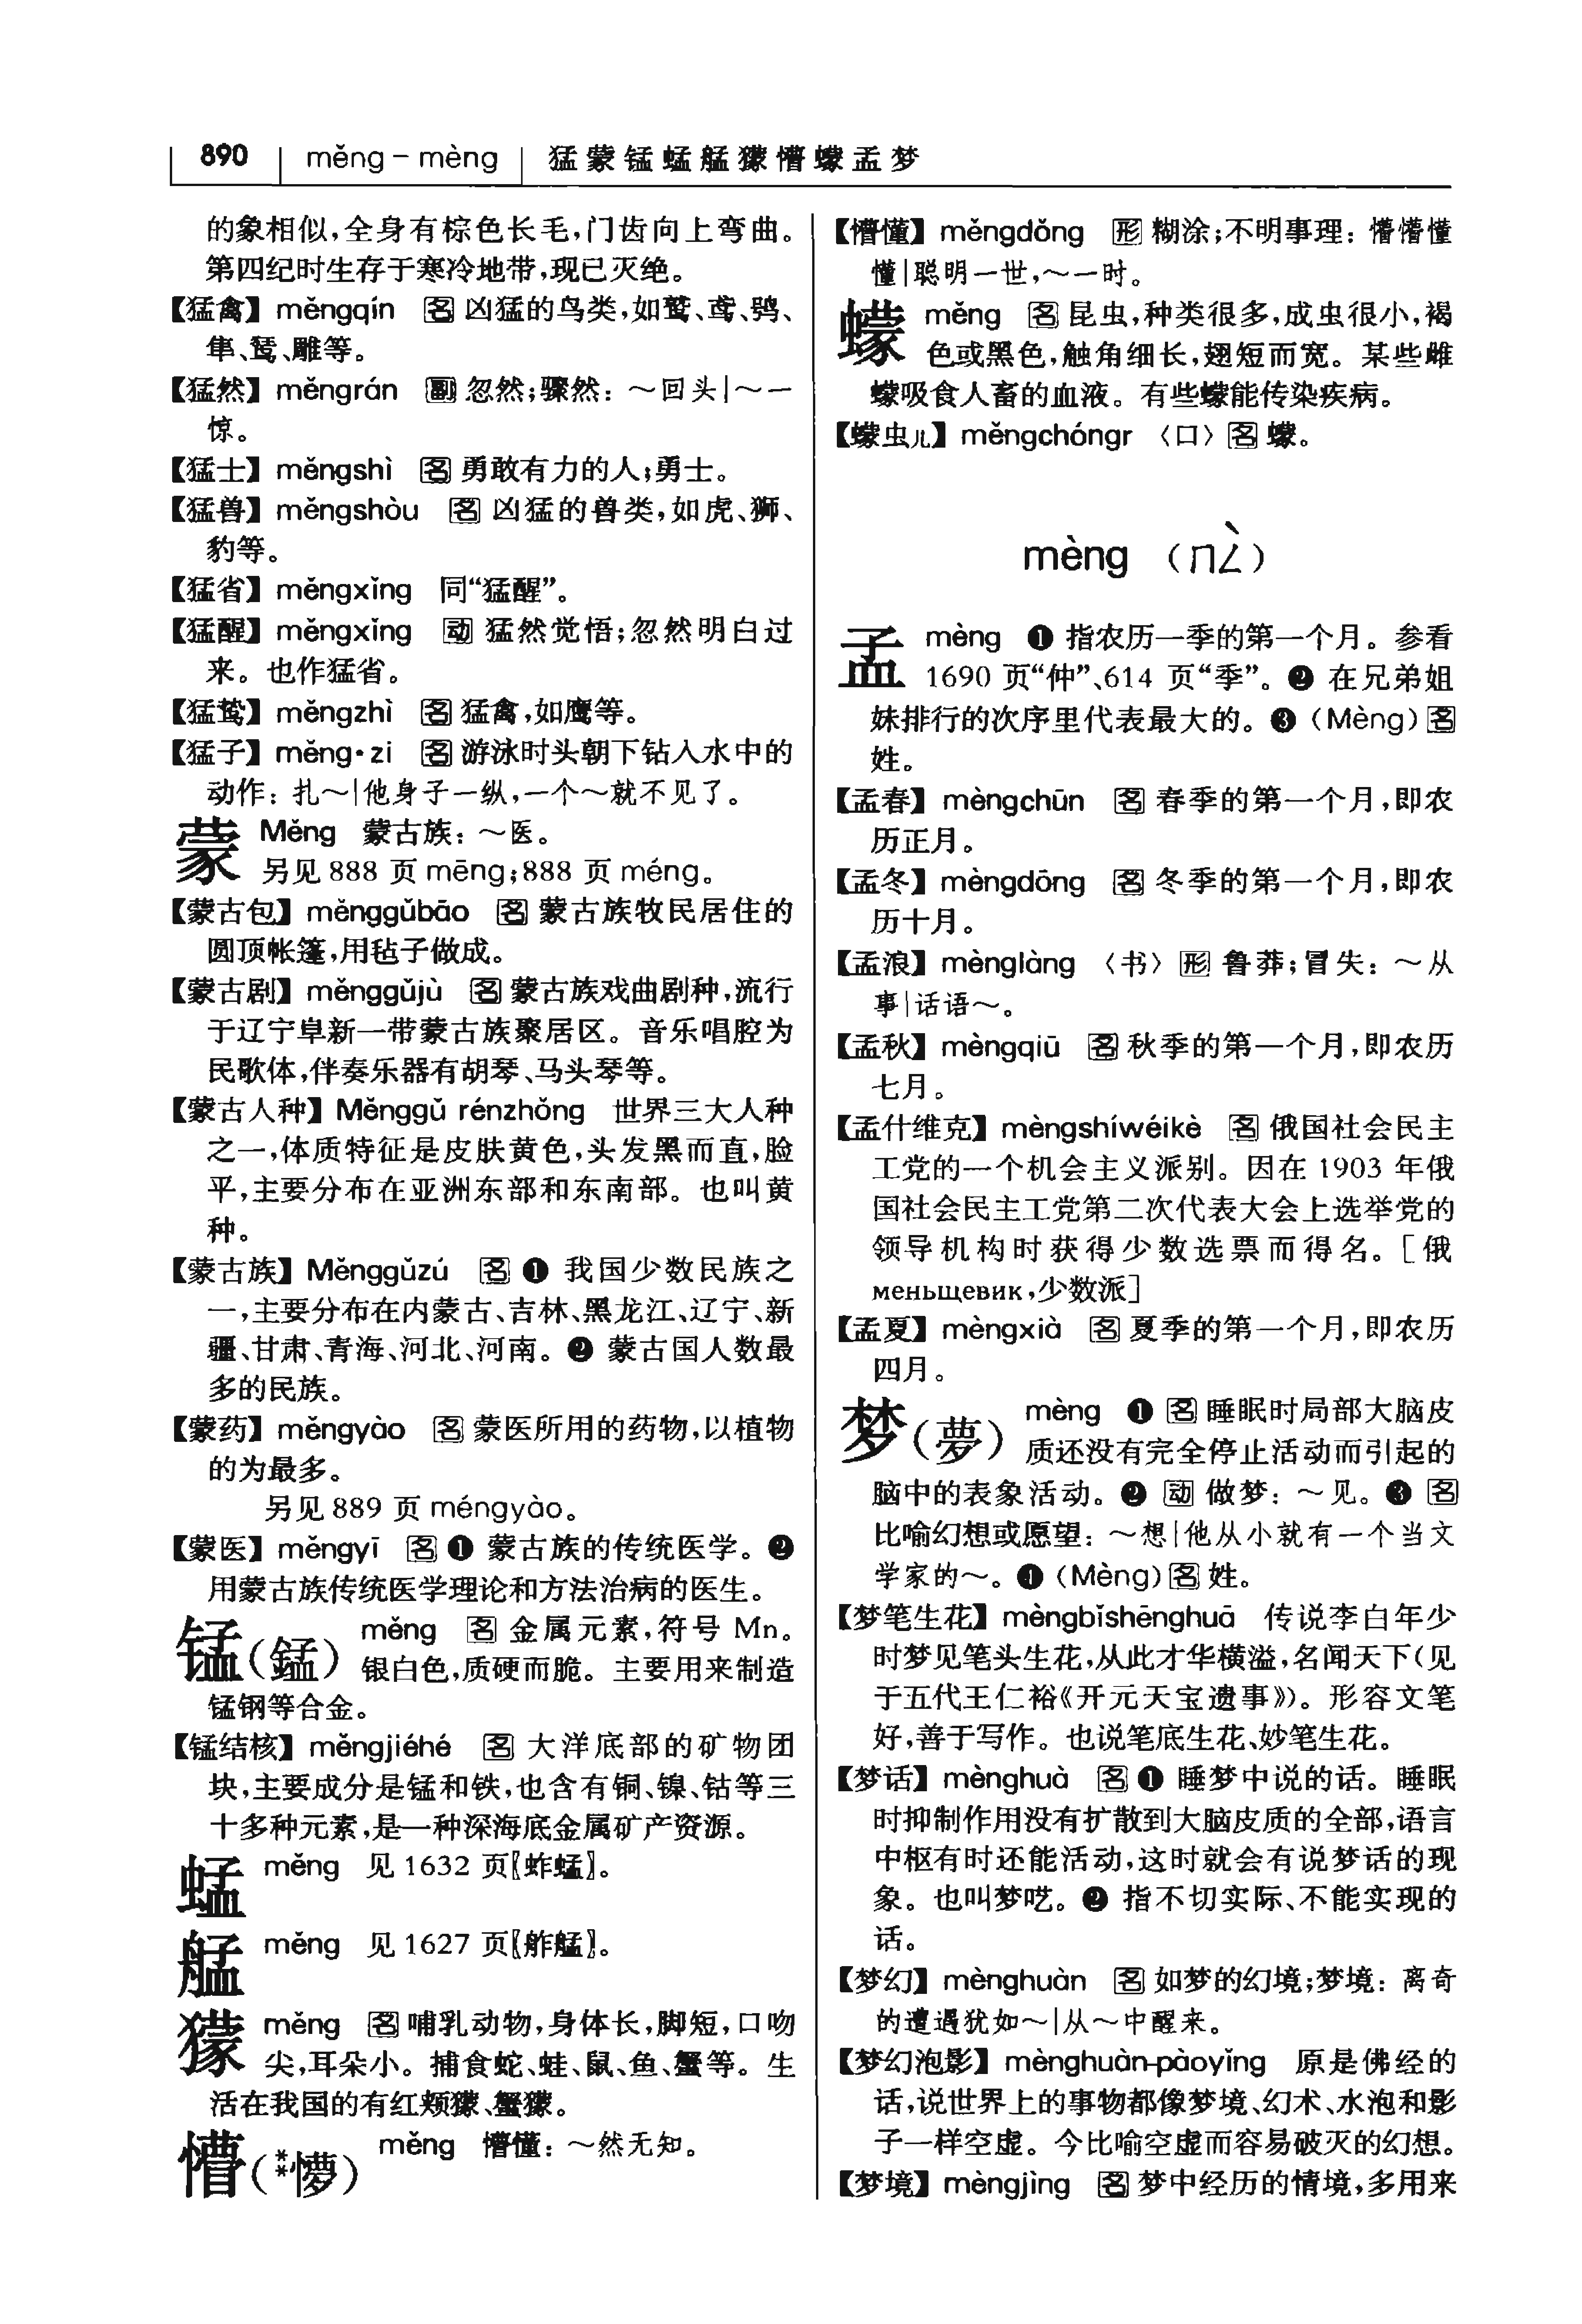 890 měng – mèng 猛蒙锰蜢艋獴懵蠓孟梦
的象相似，全身有棕色长毛，门齿向上弯曲。
第四纪时生存于寒冷地带，现已灭绝。
【猛禽】měngqín 名 凶猛的鸟类，如鹫、鸢、鸮、
隼、鵟、雕等。
【猛然】měngrán 副 忽然；骤然：～回头|～一
惊。
【猛士】měngshì 名 勇敢有力的人；勇士。
【猛兽】měngshòu 名 凶猛的兽类，如虎、狮、
豹等。
【猛省】měngxǐng 同“猛醒”。
【猛醒】měngxǐng 动 猛然觉悟；忽然明白过
来。也作猛省。
【猛鸷】měngzhì 名 猛禽，如鹰等。
【猛子】měng·zi 名 游泳时头朝下钻入水中的
动作：扎～|他身子一纵，一个～就不见了。
蒙 Měng 蒙古族：～医。
另见888 页 mēng；888 页 méng。
【蒙古包】měnggǔbāo 名 蒙古族牧民居住的
圆顶帐篷，用毡子做成。
【蒙古剧】měnggǔjù 名 蒙古族戏曲剧种，流行
于辽宁阜新一带蒙古族聚居区。音乐唱腔为
民歌体，伴奏乐器有胡琴、马头琴等。
【蒙古人种】Měnggǔ rénzhǒng 世界三大人种
之一，体质特征是皮肤黄色，头发黑而直，脸
平，主要分布在亚洲东部和东南部。也叫黄
种。
【蒙古族】Měnggǔzú 名 ❶ 我国少数民族之
一，主要分布在内蒙古、吉林、黑龙江、辽宁、新
疆、甘肃、青海、河北、河南。❷ 蒙古国人数最
多的民族。
【蒙药】měngyào 名 蒙医所用的药物，以植物
的为最多。
另见889 页 méngyào。
【蒙医】měngyī 名 ❶ 蒙古族的传统医学。❷
用蒙古族传统医学理论和方法治病的医生。
锰（錳） měng 名 金属元素，符号 Mn。
银白色，质硬而脆。主要用来制造
锰钢等合金。
【锰结核】měngjiéhé 名 大洋底部的矿物团
块，主要成分是锰和铁，也含有铜、镍、钴等三
十多种元素，是一种深海底金属矿产资源。
蜢 měng 见1632 页〖蚱蜢〗。
艋 měng 见1627 页〖舴艋〗。
獴 měng 名 哺乳动物，身体长，脚短，口吻
尖，耳朵小。捕食蛇、蛙、鼠、鱼、蟹等。生
活在我国的有红颊獴、蟹獴。
懵（**懜） měng 懵懂：～然无知。
【懵懂】měngdǒng 形 糊涂；不明事理：懵懵懂
懂|聪明一世，～一时。
蠓 měng 名 昆虫，种类很多，成虫很小，褐
色或黑色，触角细长，翅短而宽。某些雌
蠓吸食人畜的血液。有些蠓能传染疾病。
【蠓虫儿】měngchóngr 〈口〉名 蠓。
mèng （ㄇㄥˋ）
孟 mèng ❶ 指农历一季的第一个月。参看
1690 页“仲”、614 页“季”。❷ 在兄弟姐
妹排行的次序里代表最大的。❸（Mèng）名
姓。
【孟春】mèngchūn 名 春季的第一个月，即农
历正月。
【孟冬】mèngdōng 名 冬季的第一个月，即农
历十月。
【孟浪】mènglàng 〈书〉形 鲁莽；冒失：～从
事|话语～。
【孟秋】mèngqiū 名 秋季的第一个月，即农历
七月。
【孟什维克】mèngshíwéikè 名 俄国社会民主
工党的一个机会主义派别。因在 1903 年俄
国社会民主工党第二次代表大会上选举党的
领导机构时获得少数选票而得名。［俄
меньщевик，少数派］
【孟夏】mèngxià 名 夏季的第一个月，即农历
四月。
梦（夢） mèng ❶ 名 睡眠时局部大脑皮
质还没有完全停止活动而引起的
脑中的表象活动。❷ 动 做梦：～见。❸ 名
比喻幻想或愿望：～想|他从小就有一个当文
学家的～。❹（Mèng）名 姓。
【梦笔生花】mèngbǐshēnghuā 传说李白年少
时梦见笔头生花，从此才华横溢，名闻天下（见
于五代王仁裕《开元天宝遗事》）。形容文笔
好，善于写作。也说笔底生花、妙笔生花。
【梦话】mènghuà 名 ❶ 睡梦中说的话。睡眠
时抑制作用没有扩散到大脑皮质的全部，语言
中枢有时还能活动，这时就会有说梦话的现
象。也叫梦呓。❷ 指不切实际、不能实现的
话。
【梦幻】mènghuàn 名 如梦的幻境；梦境：离奇
的遭遇犹如～|从～中醒来。
【梦幻泡影】mènghuàn-pàoyǐng 原是佛经的
话，说世界上的事物都像梦境、幻术、水泡和影
子一样空虚。今比喻空虚而容易破灭的幻想。
【梦境】mèngjìng 名 梦中经历的情境，多用来